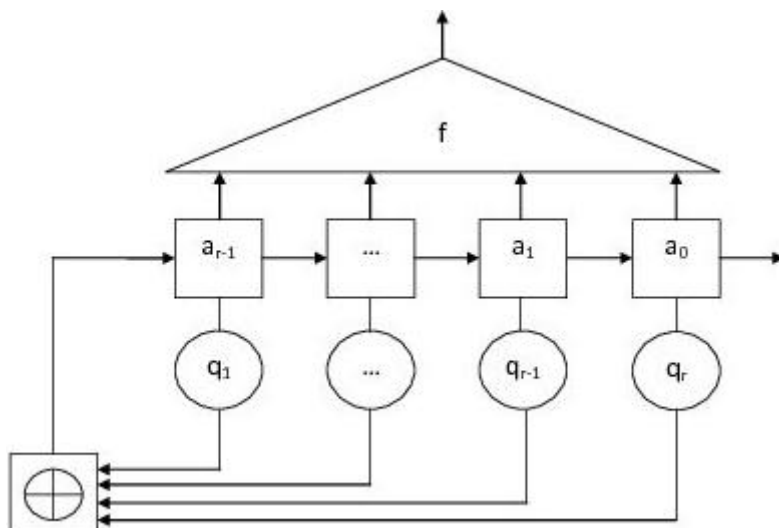 f
a_{r-1} ... a_1 a_0
q_1 ... q_{r-1} q_r